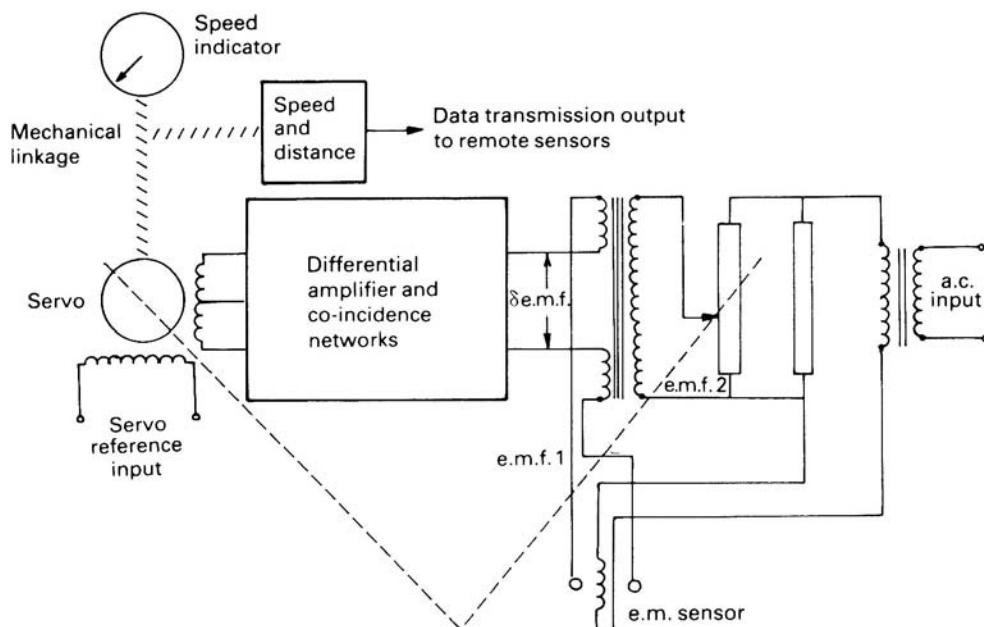 Speed
indicator
Mechanical
linkage
Speed
and
distance
Data transmission output
to remote sensors
Servo
Differential
amplifier and
co-incidence
networks
δe.m.f.
a.c.
input
e.m.f. 2
Servo
reference
input
e.m.f. 1
e.m. sensor